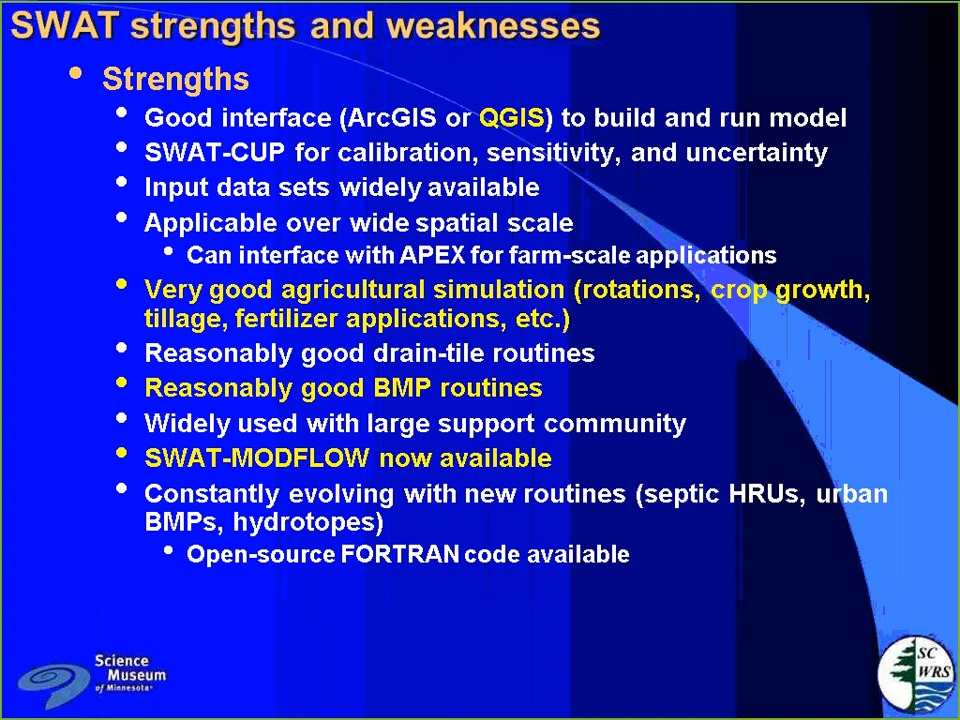 SWAT strengths and weaknesses
• Strengths
• Good interface (ArcGIS or QGIS) to build and run model
• SWAT-CUP for calibration, sensitivity, and uncertainty
• Input data sets widely available
• Applicable over wide spatial scale
• Can interface with APEX for farm-scale applications
• Very good agricultural simulation (rotations, crop growth,
tillage, fertilizer applications, etc.)
• Reasonably good drain-tile routines
• Reasonably good BMP routines
• Widely used with large support community
• SWAT-MODFLOW now available
• Constantly evolving with new routines (septic HRUs, urban
BMPs, hydrotopes)
• Open-source FORTRAN code available
Science
Museum
of Minnesota®
SC
WRS